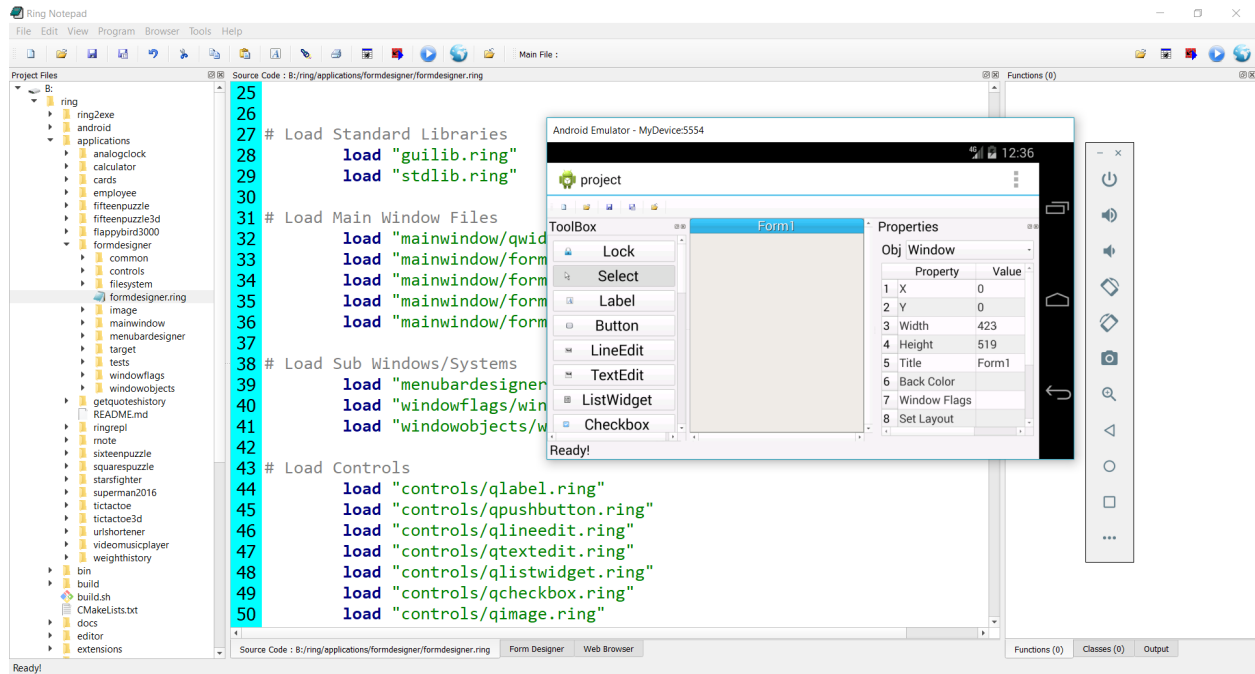 Ring Notepad
File Edit View Program Browser Tools Help
Main File :
Project Files
B:
ring
ring2exe
android
applications
analogclock
calculator
cards
employee
fifteenpuzzle
fifteenpuzzle3d
flappybird3000
formdesigner
common
controls
filesystem
formdesigner.ring
image
mainwindow
menubardesigner
target
tests
windowflags
windowobjects
getquoteshistory
README.md
ringrepl
rnote
sixteenpuzzle
squarespuzzle
starsfighter
superman2016
tictactoe
tictactoe3d
urlshortener
videomusicplayer
weighthistory
bin
build
build.sh
CMakeLists.txt
docs
editor
extensions
Source Code : B:/ring/applications/formdesigner/formdesigner.ring
25
26
27 # Load Standard Libraries
28 load "guilib.ring"
29 load "stdlib.ring"
30
31 # Load Main Window Files
32 load "mainwindow/qwid
33 load "mainwindow/form
34 load "mainwindow/form
35 load "mainwindow/form
36 load "mainwindow/form
37
38 # Load Sub Windows/Systems
39 load "menubardesigner
40 load "windowflags/win
41 load "windowobjects/w
42
43 # Load Controls
44 load "controls/qlabel.ring"
45 load "controls/qpushbutton.ring"
46 load "controls/qlineedit.ring"
47 load "controls/qtextedit.ring"
48 load "controls/qlistwidget.ring"
49 load "controls/qcheckbox.ring"
50 load "controls/qimage.ring"
Source Code : B:/ring/applications/formdesigner/formdesigner.ring Form Designer Web Browser
Android Emulator - MyDevice:5554
4G 12:36
project
ToolBox
Lock
Select
Label
Button
LineEdit
TextEdit
ListWidget
Checkbox
Ready!
Form1
Properties
Obj Window
Property Value
1 X 0
2 Y 0
3 Width 423
4 Height 519
5 Title Form1
6 Back Color
7 Window Flags
8 Set Layout
Functions (0)
Functions (0) Classes (0) Output
Ready!